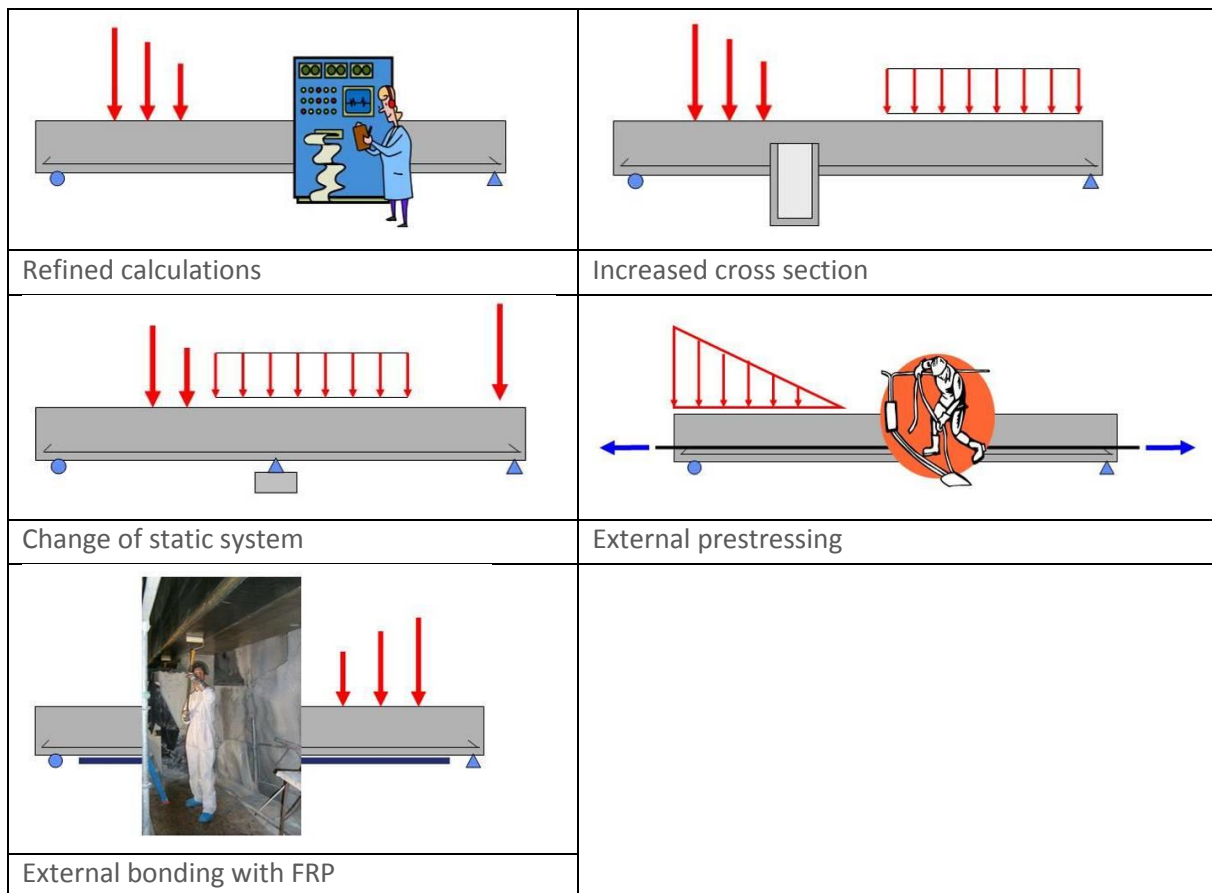 Refined calculations
Increased cross section
Change of static system
External prestressing
External bonding with FRP